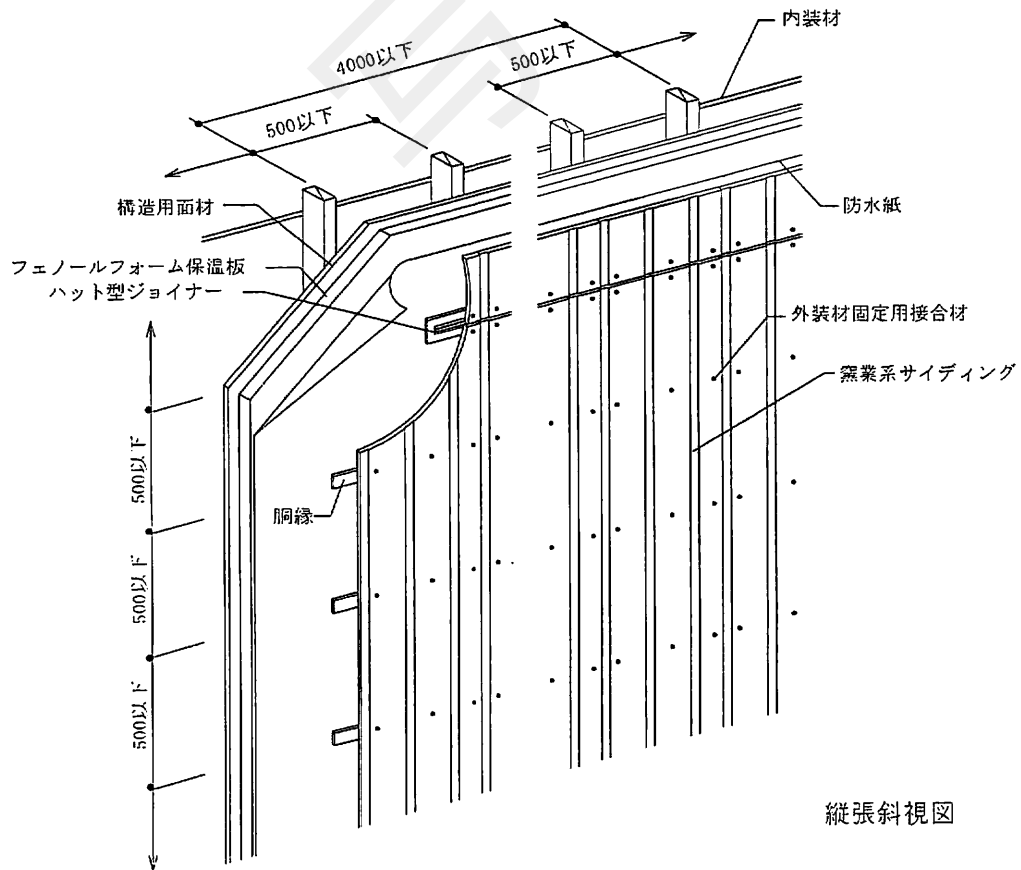 内装材
4000以下
500以下
500以下
構造用面材
防水紙
フェノールフォーム保温板
ハット型ジョイナー
外装材固定用接合材
窯業系サイディング
500以下
胴縁
500以下
500以下
縦張斜視図